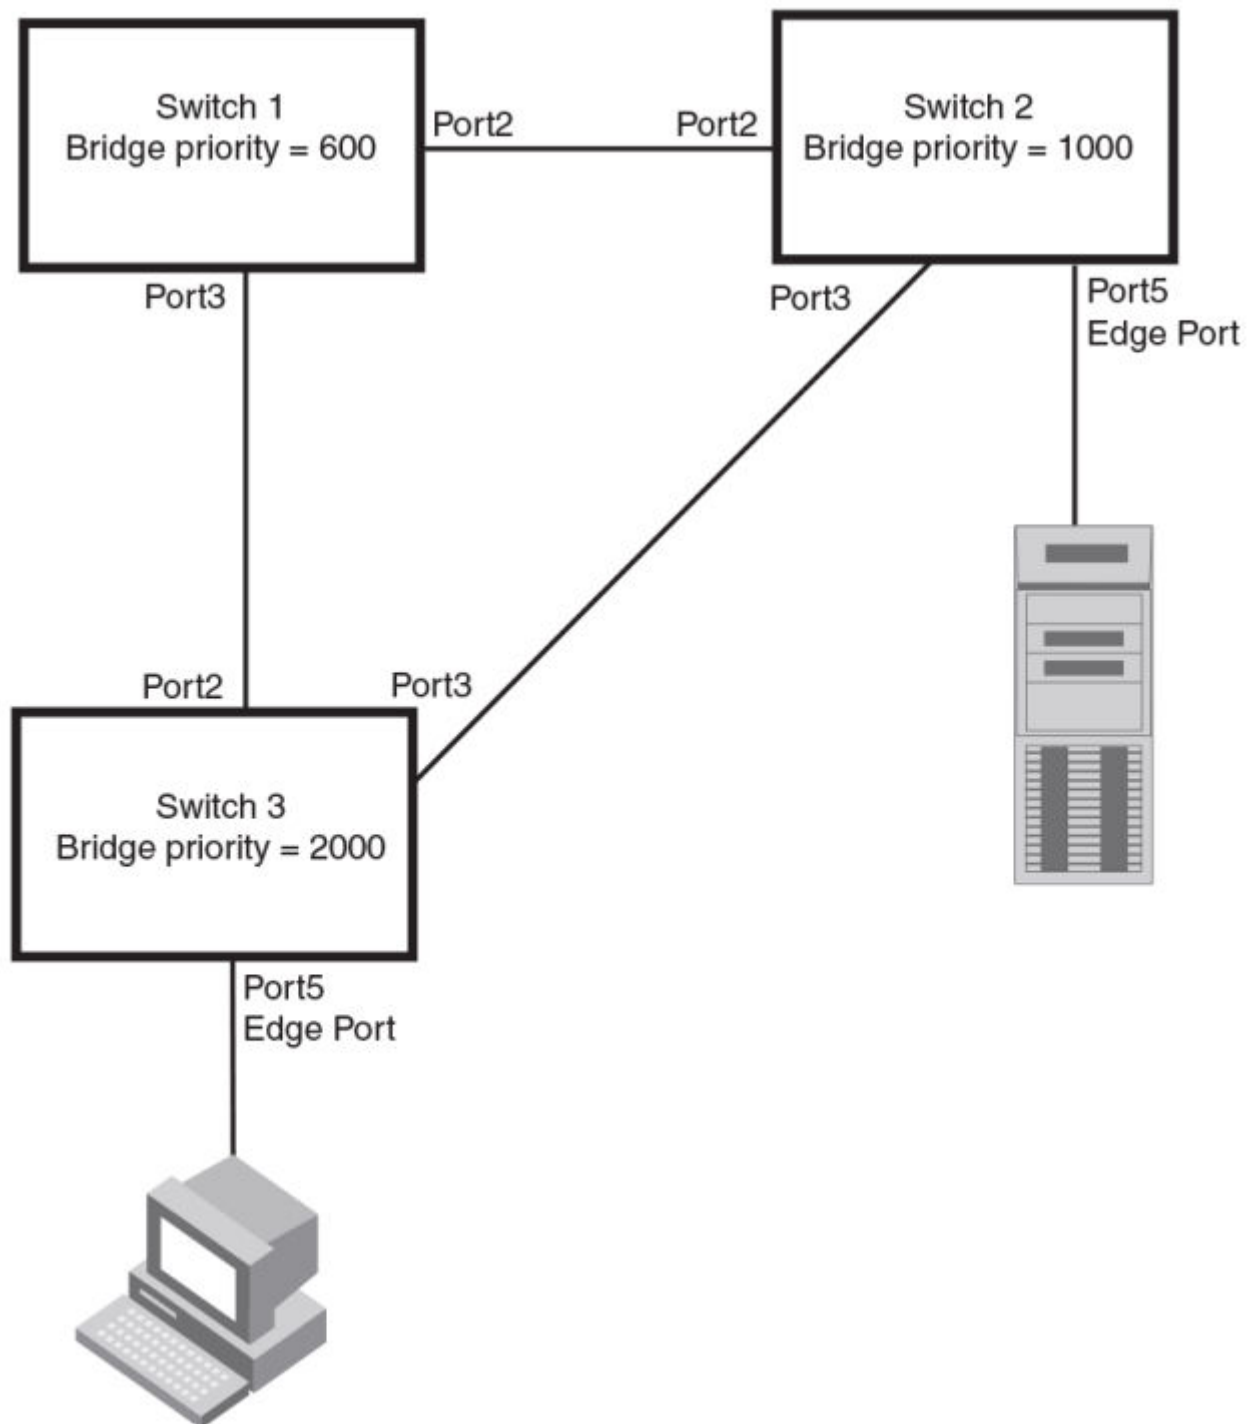 Switch 1
Bridge priority = 600
Port2
Port2
Switch 2
Bridge priority = 1000
Port3
Port3
Port5
Edge Port
Port2
Port3
Switch 3
Bridge priority = 2000
Port5
Edge Port